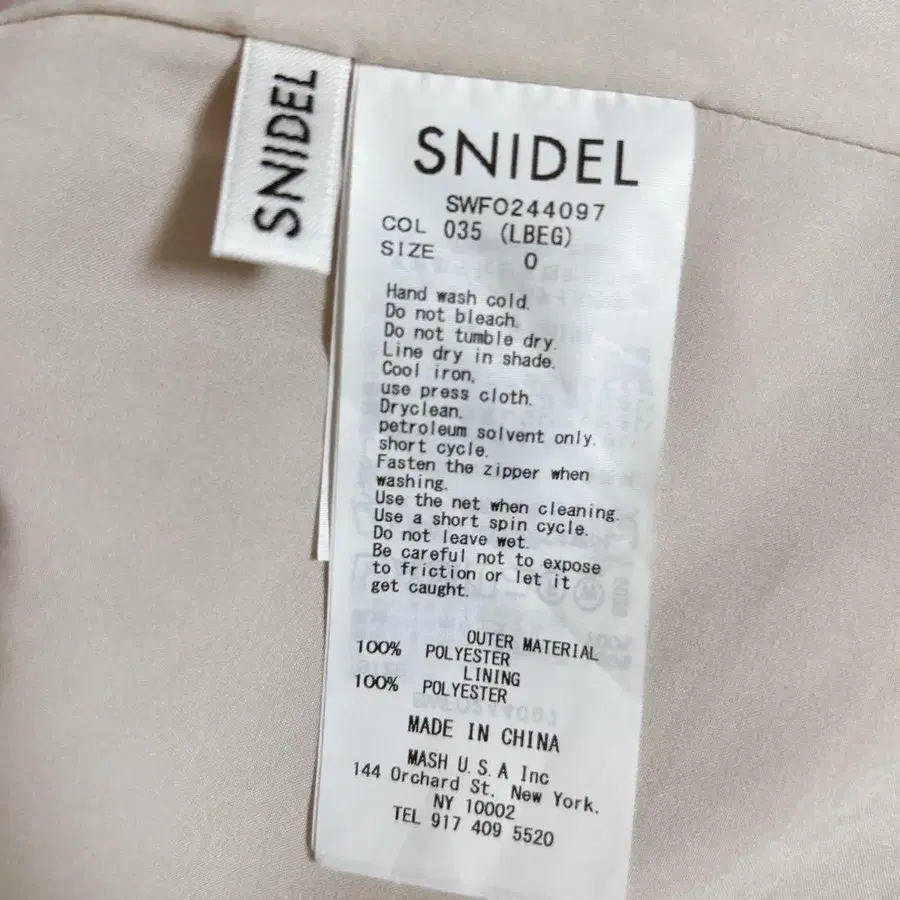 SNIDEL
SNIDEL
SWFO244097
COL 035 (LBEG)
SIZE 0
Hand wash cold.
Do not bleach.
Do not tumble dry.
Line dry in shade.
Cool iron,
use press cloth.
Dryclean,
petroleum solvent only.
short cycle.
Fasten the zipper when
washing.
Use the net when cleaning.
Use a short spin cycle.
Do not leave wet.
Be careful not to expose
to friction or let it
get caught.
OUTER MATERIAL
100% POLYESTER
LINING
100% POLYESTER
MADE IN CHINA
MASH U.S.A Inc
144 Orchard St, New York.
NY 10002
TEL 917 409 5520